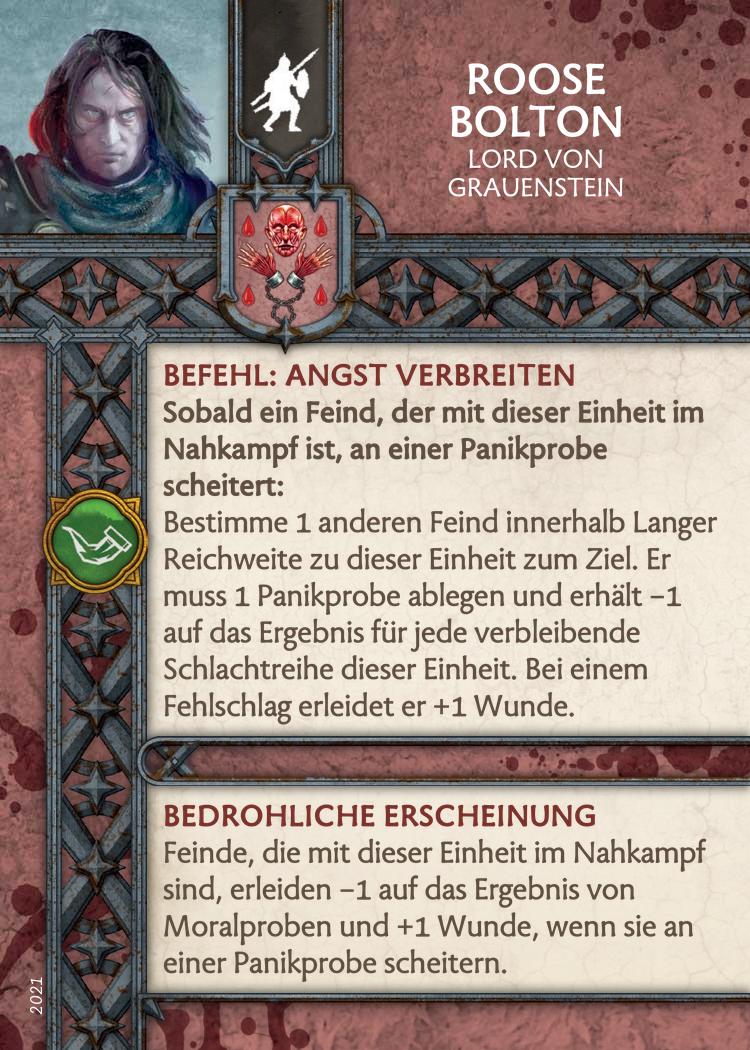 ROOSE
BOLTON
LORD VON
GRAUENSTEIN
BEFEHL: ANGST VERBREITEN
Sobald ein Feind, der mit dieser Einheit im
Nahkampf ist, an einer Panikprobe
scheitert:
Bestimme 1 anderen Feind innerhalb Langer
Reichweite zu dieser Einheit zum Ziel. Er
muss 1 Panikprobe ablegen und erhält −1
auf das Ergebnis für jede verbleibende
Schlachtreihe dieser Einheit. Bei einem
Fehlschlag erleidet er +1 Wunde.
BEDROHLICHE ERSCHEINUNG
Feinde, die mit dieser Einheit im Nahkampf
sind, erleiden −1 auf das Ergebnis von
Moralproben und +1 Wunde, wenn sie an
einer Panikprobe scheitern.
2021